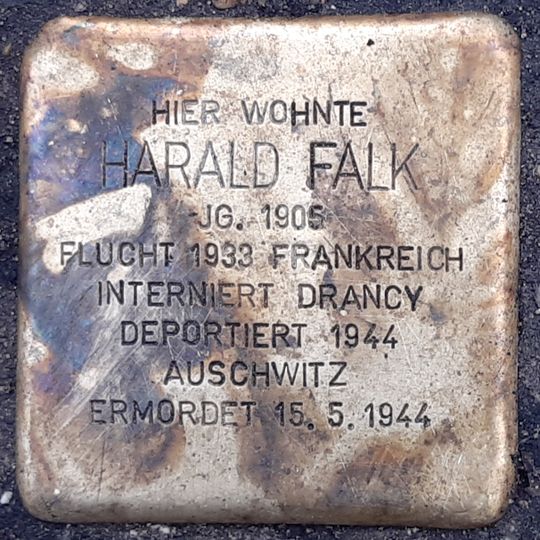 HIER WOHNTE
HARALD FALK
JG. 1905
FLUCHT 1933 FRANKREICH
INTERNIERT DRANCY
DEPORTIERT 1944
AUSCHWITZ
ERMORDET 15.5.1944